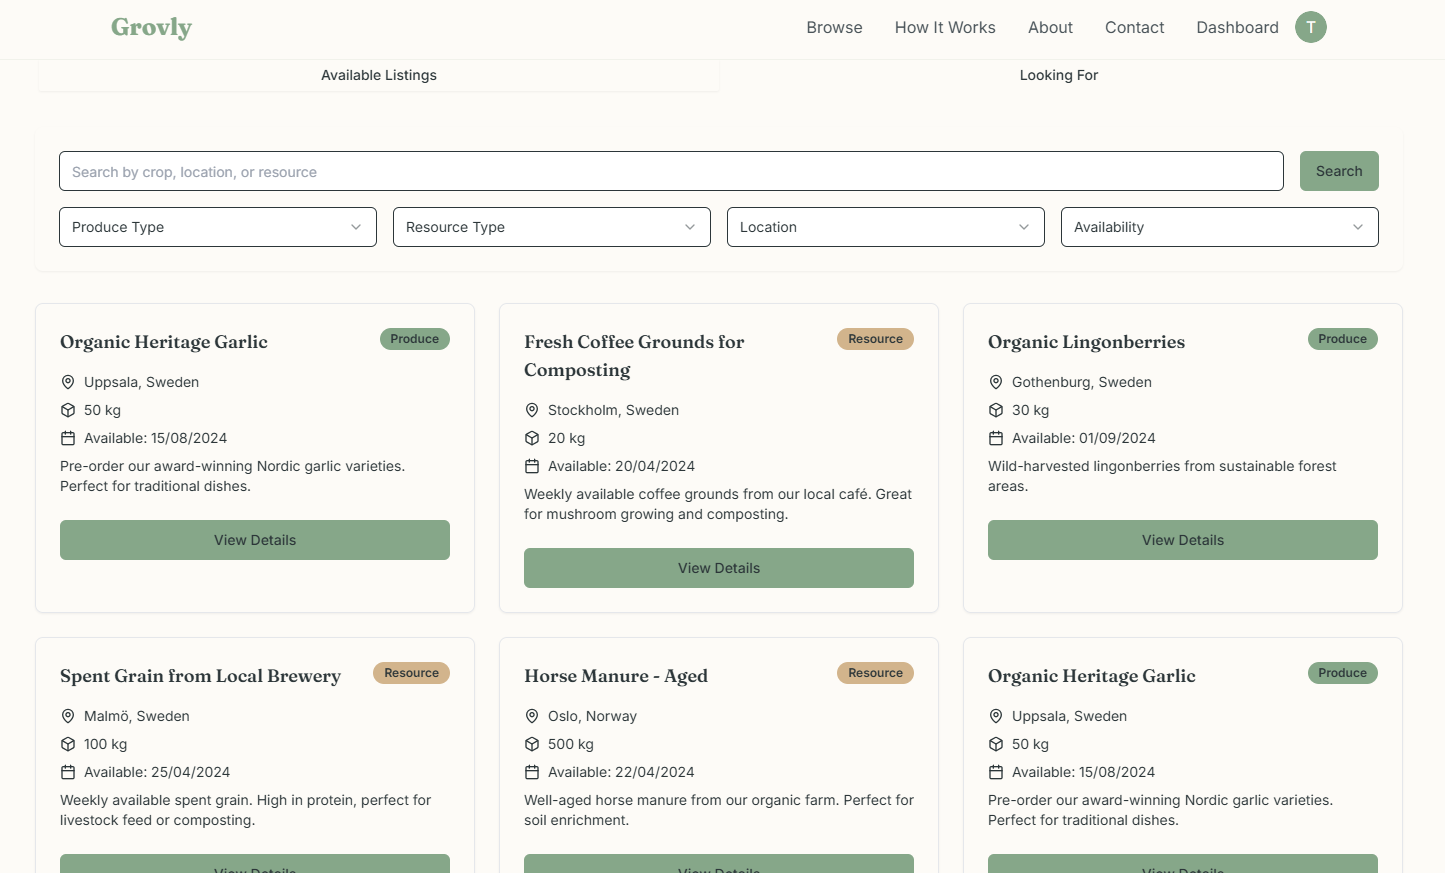 Grovly
Browse
How It Works
About
Contact
Dashboard
T
Available Listings
Looking For
Search by crop, location, or resource
Search
Produce Type
Resource Type
Location
Availability
Organic Heritage Garlic
Produce
Uppsala, Sweden
50 kg
Available: 15/08/2024
Pre-order our award-winning Nordic garlic varieties.
Perfect for traditional dishes.
View Details
Fresh Coffee Grounds for
Composting
Resource
Stockholm, Sweden
20 kg
Available: 20/04/2024
Weekly available coffee grounds from our local café. Great
for mushroom growing and composting.
View Details
Organic Lingonberries
Produce
Gothenburg, Sweden
30 kg
Available: 01/09/2024
Wild-harvested lingonberries from sustainable forest
areas.
View Details
Spent Grain from Local Brewery
Resource
Malmö, Sweden
100 kg
Available: 25/04/2024
Weekly available spent grain. High in protein, perfect for
livestock feed or composting.
View Details
Horse Manure - Aged
Resource
Oslo, Norway
500 kg
Available: 22/04/2024
Well-aged horse manure from our organic farm. Perfect for
soil enrichment.
View Details
Organic Heritage Garlic
Produce
Uppsala, Sweden
50 kg
Available: 15/08/2024
Pre-order our award-winning Nordic garlic varieties.
Perfect for traditional dishes.
View Details